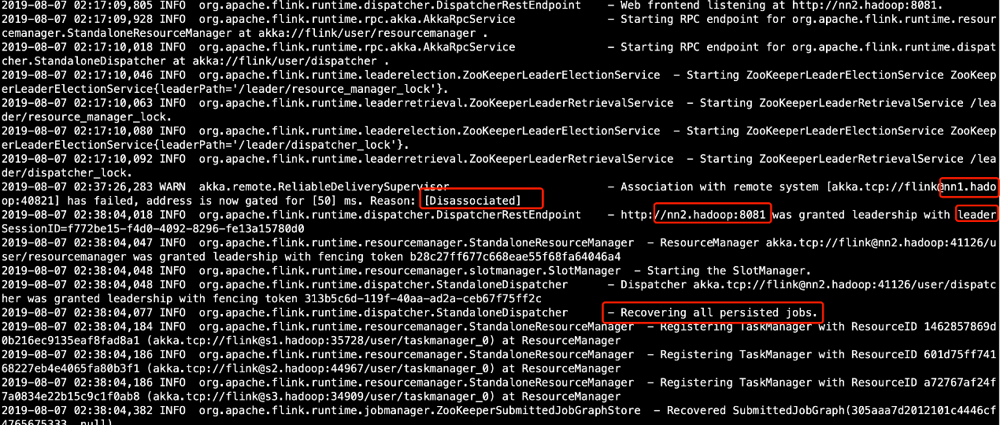 2019-08-07 02:17:09,805 INFO  org.apache.flink.runtime.dispatcher.DispatcherRestEndpoint    - Web frontend listening at http://nn2.hadoop:8081.
2019-08-07 02:17:09,928 INFO  org.apache.flink.runtime.rpc.akka.AkkaRpcService              - Starting RPC endpoint for org.apache.flink.runtime.resour
cemanager.StandaloneResourceManager at akka://flink/user/resourcemanager .
2019-08-07 02:17:10,018 INFO  org.apache.flink.runtime.rpc.akka.AkkaRpcService              - Starting RPC endpoint for org.apache.flink.runtime.dispat
cher.StandaloneDispatcher at akka://flink/user/dispatcher .
2019-08-07 02:17:10,046 INFO  org.apache.flink.runtime.leaderelection.ZooKeeperLeaderElectionService  - Starting ZooKeeperLeaderElectionService ZooKeep
erLeaderElectionService{leaderPath='/leader/resource_manager_lock'}.
2019-08-07 02:17:10,063 INFO  org.apache.flink.runtime.leaderretrieval.ZooKeeperLeaderRetrievalService  - Starting ZooKeeperLeaderRetrievalService /lea
der/resource_manager_lock.
2019-08-07 02:17:10,080 INFO  org.apache.flink.runtime.leaderelection.ZooKeeperLeaderElectionService  - Starting ZooKeeperLeaderElectionService ZooKeep
erLeaderElectionService{leaderPath='/leader/dispatcher_lock'}.
2019-08-07 02:17:10,092 INFO  org.apache.flink.runtime.leaderretrieval.ZooKeeperLeaderRetrievalService  - Starting ZooKeeperLeaderRetrievalService /lea
der/dispatcher_lock.
2019-08-07 02:37:26,283 WARN  akka.remote.ReliableDeliverySupervisor                        - Association with remote system [akka.tcp://flink@nn1.hado
op:40821] has failed, address is now gated for [50] ms. Reason: [Disassociated]
2019-08-07 02:38:04,018 INFO  org.apache.flink.runtime.dispatcher.DispatcherRestEndpoint    - http://nn2.hadoop:8081 was granted leadership with leader
SessionID=f772be15-f4d0-4092-8296-fe13a15780d0
2019-08-07 02:38:04,047 INFO  org.apache.flink.runtime.resourcemanager.StandaloneResourceManager  - ResourceManager akka.tcp://flink@nn2.hadoop:41126/u
ser/resourcemanager was granted leadership with fencing token b28c27ff677c668eae55f68fa64046a4
2019-08-07 02:38:04,048 INFO  org.apache.flink.runtime.resourcemanager.slotmanager.SlotManager  - Starting the SlotManager.
2019-08-07 02:38:04,048 INFO  org.apache.flink.runtime.dispatcher.StandaloneDispatcher      - Dispatcher akka.tcp://flink@nn2.hadoop:41126/user/dispatc
her was granted leadership with fencing token 313b5c6d-119f-40aa-ad2a-ceb67f75ff2c
2019-08-07 02:38:04,077 INFO  org.apache.flink.runtime.dispatcher.StandaloneDispatcher      - Recovering all persisted jobs.
2019-08-07 02:38:04,184 INFO  org.apache.flink.runtime.resourcemanager.StandaloneResourceManager  - Registering TaskManager with ResourceID 1462857869d
0b216ec9135eaf8fad8a1 (akka.tcp://flink@s1.hadoop:35728/user/taskmanager_0) at ResourceManager
2019-08-07 02:38:04,186 INFO  org.apache.flink.runtime.resourcemanager.StandaloneResourceManager  - Registering TaskManager with ResourceID 601d75ff741
68227eb4e4065fa80b3f1 (akka.tcp://flink@s2.hadoop:44967/user/taskmanager_0) at ResourceManager
2019-08-07 02:38:04,186 INFO  org.apache.flink.runtime.resourcemanager.StandaloneResourceManager  - Registering TaskManager with ResourceID a72767af24f
7a0834e22b15c9c1f0ab8 (akka.tcp://flink@s3.hadoop:34909/user/taskmanager_0) at ResourceManager
2019-08-07 02:38:04,382 INFO  org.apache.flink.runtime.jobmanager.ZooKeeperSubmittedJobGraphStore  - Recovered SubmittedJobGraph(305aaa7d2012101c4446cf
4765675333, null)